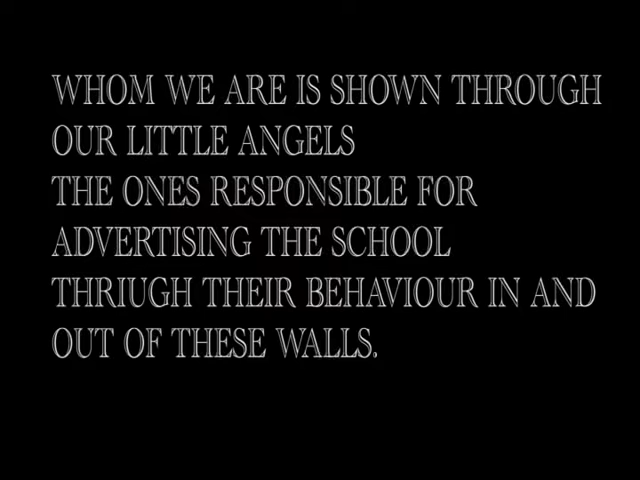 WHOM WE ARE IS SHOWN THROUGH
OUR LITTLE ANGELS
THE ONES RESPONSIBLE FOR
ADVERTISING THE SCHOOL
THRIUGH THEIR BEHAVIOUR IN AND
OUT OF THESE WALLS.